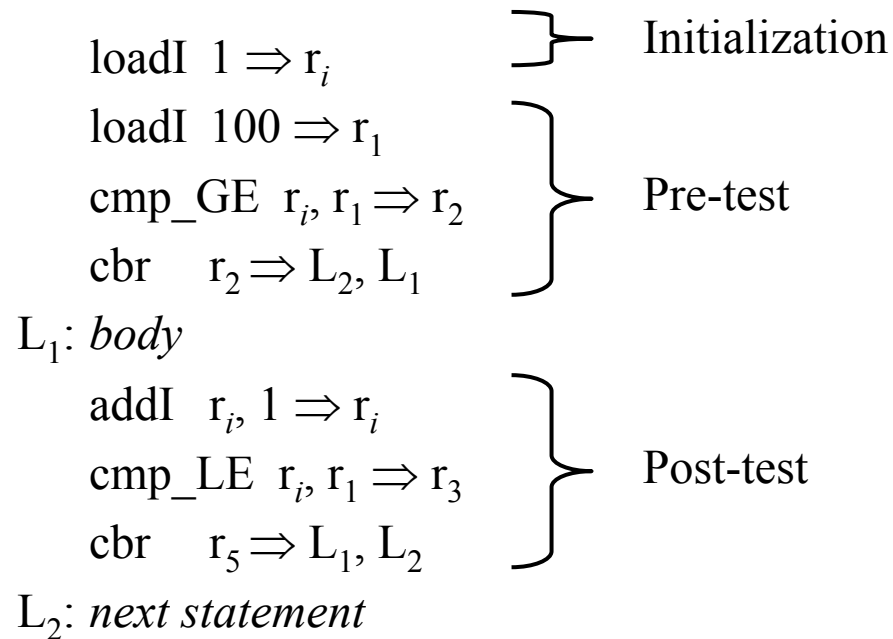 loadI 1 ⇒ rᵢ
Initialization
loadI 100 ⇒ r₁
cmp_GE rᵢ, r₁ ⇒ r₂
Pre-test
cbr r₂ ⇒ L₂, L₁
L₁: body
addI rᵢ, 1 ⇒ rᵢ
cmp_LE rᵢ, r₁ ⇒ r₃
Post-test
cbr r₅ ⇒ L₁, L₂
L₂: next statement